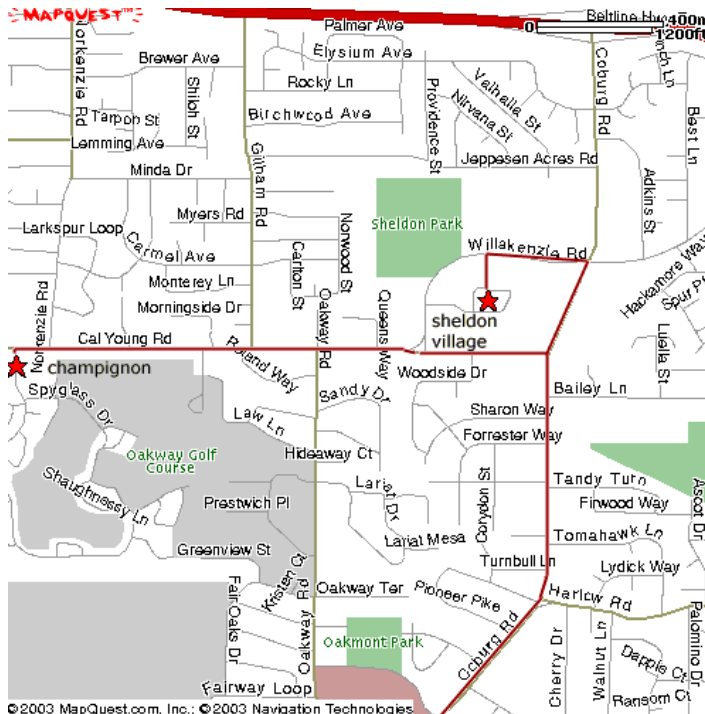 MAPQUEST
Palmer Ave
Beltline Hwy
0 400m
1200ft
Norkenzie Rd
Brewer Ave
Elysium Ave
Coburg Rd
Shiloh St
Rocky Ln
Valhalla St
Nirvana St
Providence St
Best Ln
Tarpon St
Birchwood Ave
Lemming Ave
Gilham Rd
Minda Dr
Jeppesen Acres Rd
Adkins St
Myers Rd
Norwood St
Sheldon Park
Larkspur Loop
Carmel Ave
Carlton St
Willakenzie Rd
Hackamore Way
Monterey Ln
Spur P
Morningside Dr
Oakway Rd
Queens Way
sheldon
village
Norkenzie Rd
Cal Young Rd
Luella St
champignon
Roland Way
Woodside Dr
Spyglass Dr
Sandy Dr
Bailey Ln
Law Ln
Sharon Way
Oakway Golf
Course
Hideaway Ct
Forrester Way
Shaughnessy Ln
Lariat Dr
Corydon St
Tandy Turn
Ascot Dr
Prestwich Pl
Firwood Way
Lariat Mesa
Tomahawk Ln
Greenview St
Turnbull Ln
Lydick Way
Kristen Ct
Oakway Ter
Pioneer Pike
Harlow Rd
Fair Oaks Dr
Oakway Rd
Oakmont Park
Coburg Rd
Cherry Dr
Walnut Ln
Palomino Dr
Dapple Ct
Fairway Loop
Ransom Ct
©2003 MapQuest.com, Inc.; ©2003 Navigation Technologies